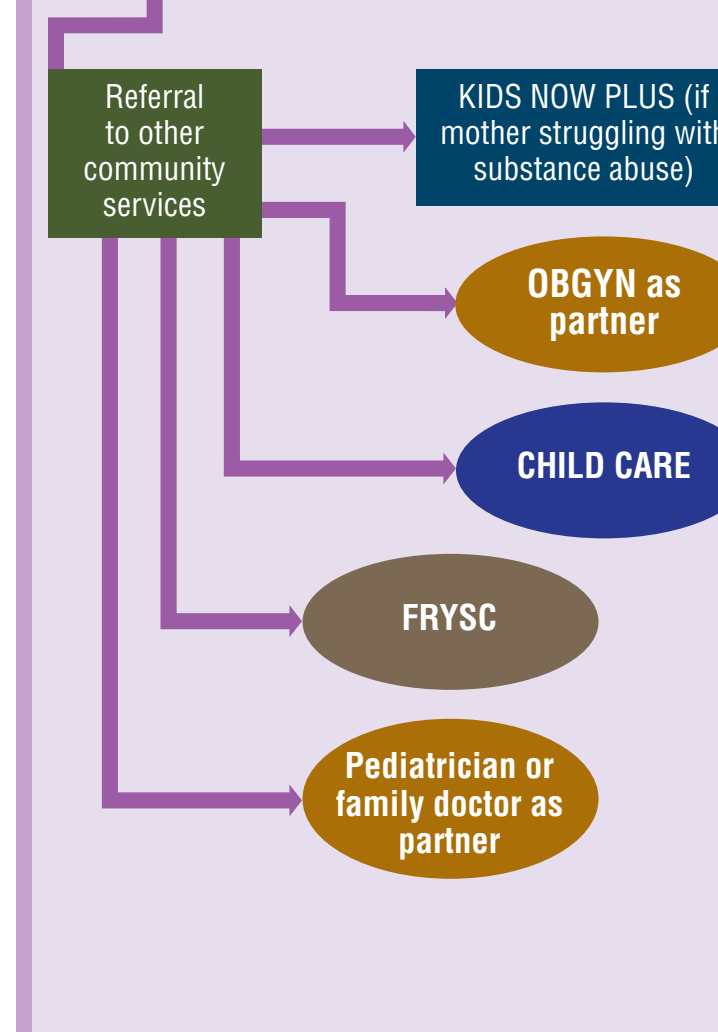 Referral
to other
community
services
KIDS NOW PLUS (if
mother struggling with
substance abuse)
OBGYN as
partner
CHILD CARE
FRYSC
Pediatrician or
family doctor as
partner